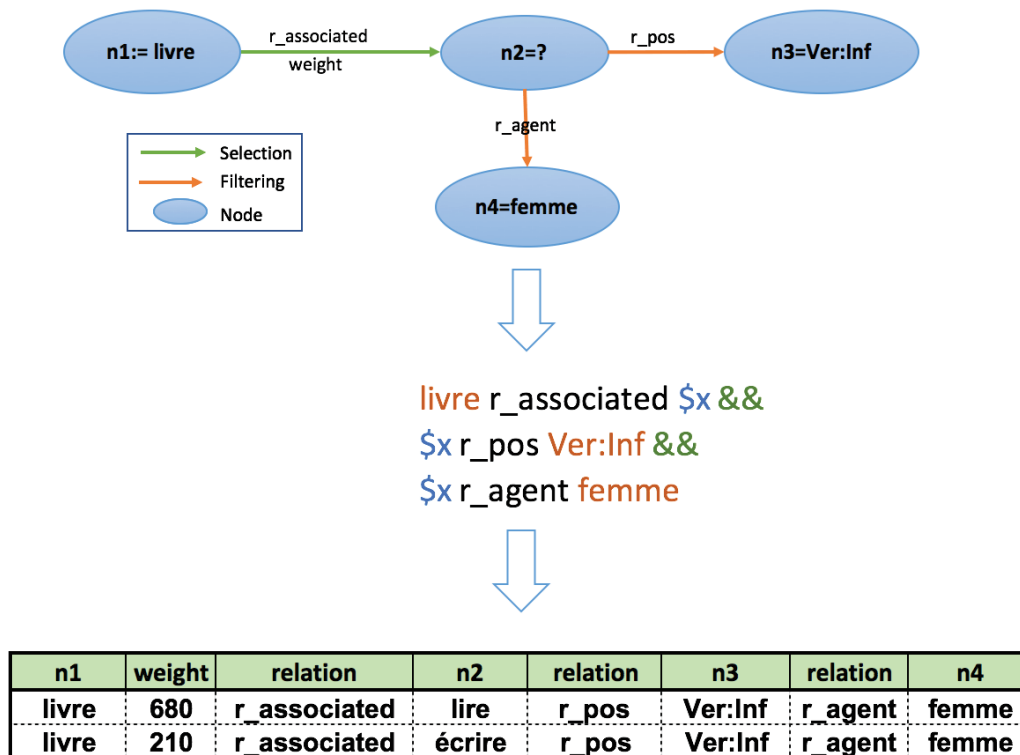 n1:= livre
r_associated
weight
n2=?
r_pos
n3=Ver:Inf
r_agent
Selection
Filtering
Node
n4=femme
livre r_associated $x &&
$x r_pos Ver:Inf &&
$x r_agent femme
n1 weight relation n2 relation n3 relation n4
livre 680 r_associated lire r_pos Ver:Inf r_agent femme
livre 210 r_associated écrire r_pos Ver:Inf r_agent femme